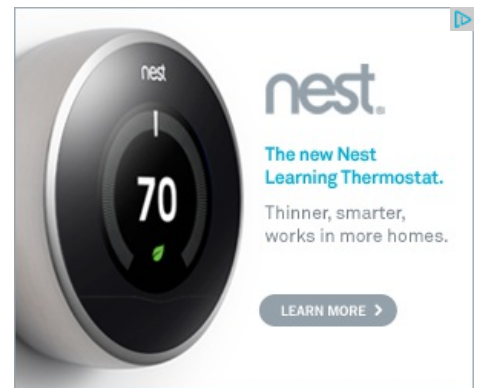 nest
70
nest®
The new Nest
Learning Thermostat.
Thinner, smarter,
works in more homes.
LEARN MORE